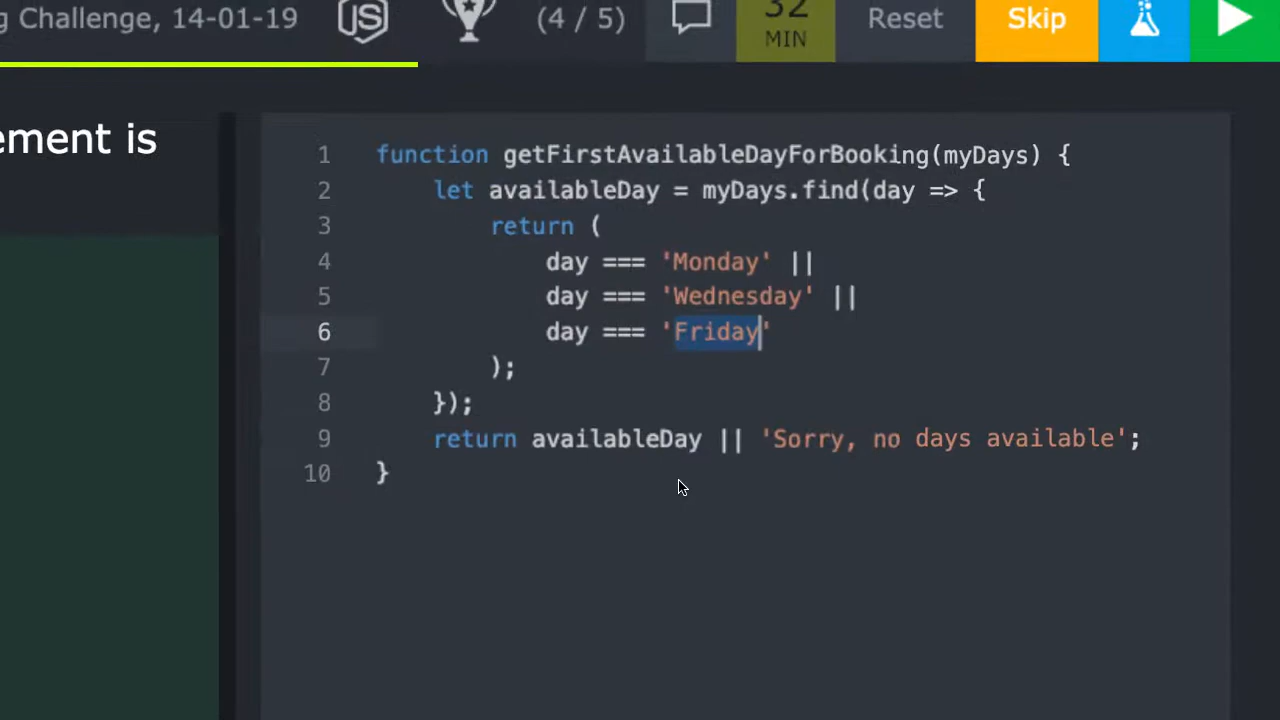 g Challenge, 14-01-19 JS (4 / 5) 32 MIN Reset Skip
ement is
1 function getFirstAvailableDayForBooking(myDays) {
2 let availableDay = myDays.find(day => {
3 return (
4 day === 'Monday' ||
5 day === 'Wednesday' ||
6 day === 'Friday'
7 );
8 });
9 return availableDay || 'Sorry, no days available';
10 }